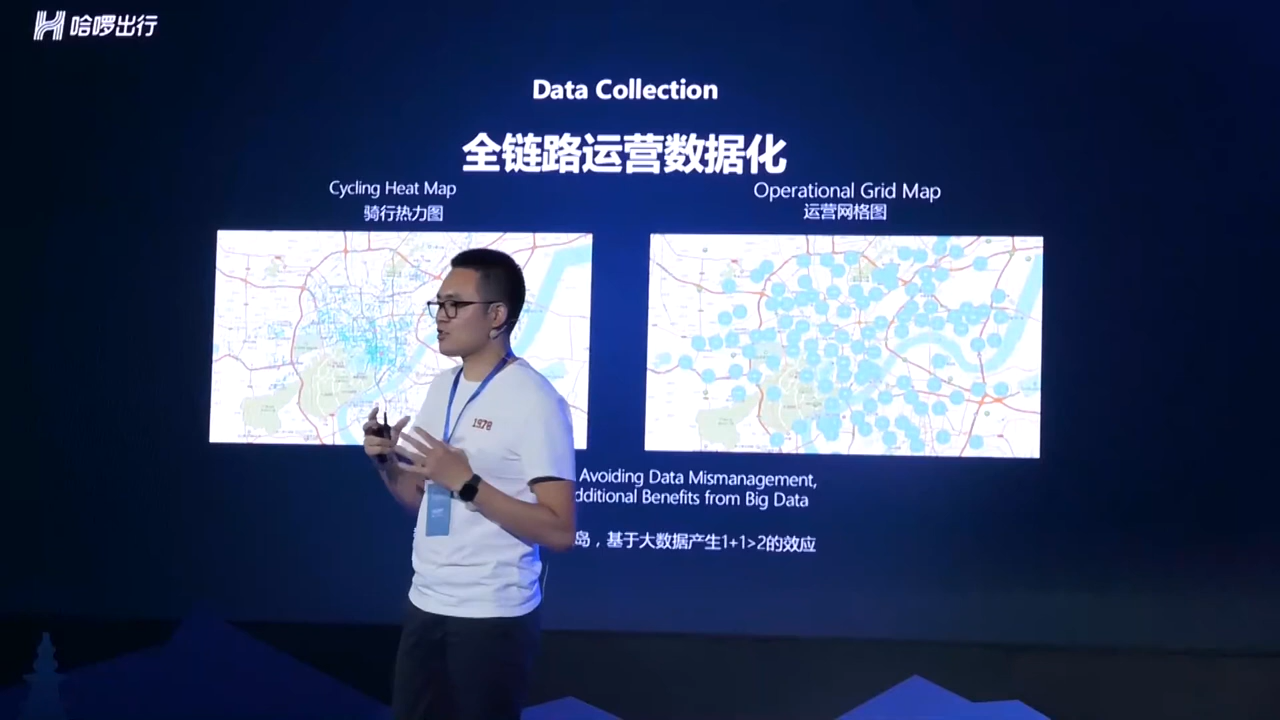 哈啰出行
Data Collection
全链路运营数据化
Cycling Heat Map
骑行热力图
Operational Grid Map
运营网格图
1978
Avoiding Data Mismanagement,
Benefits from Big Data
岛，基于大数据产生1+1>2的效应